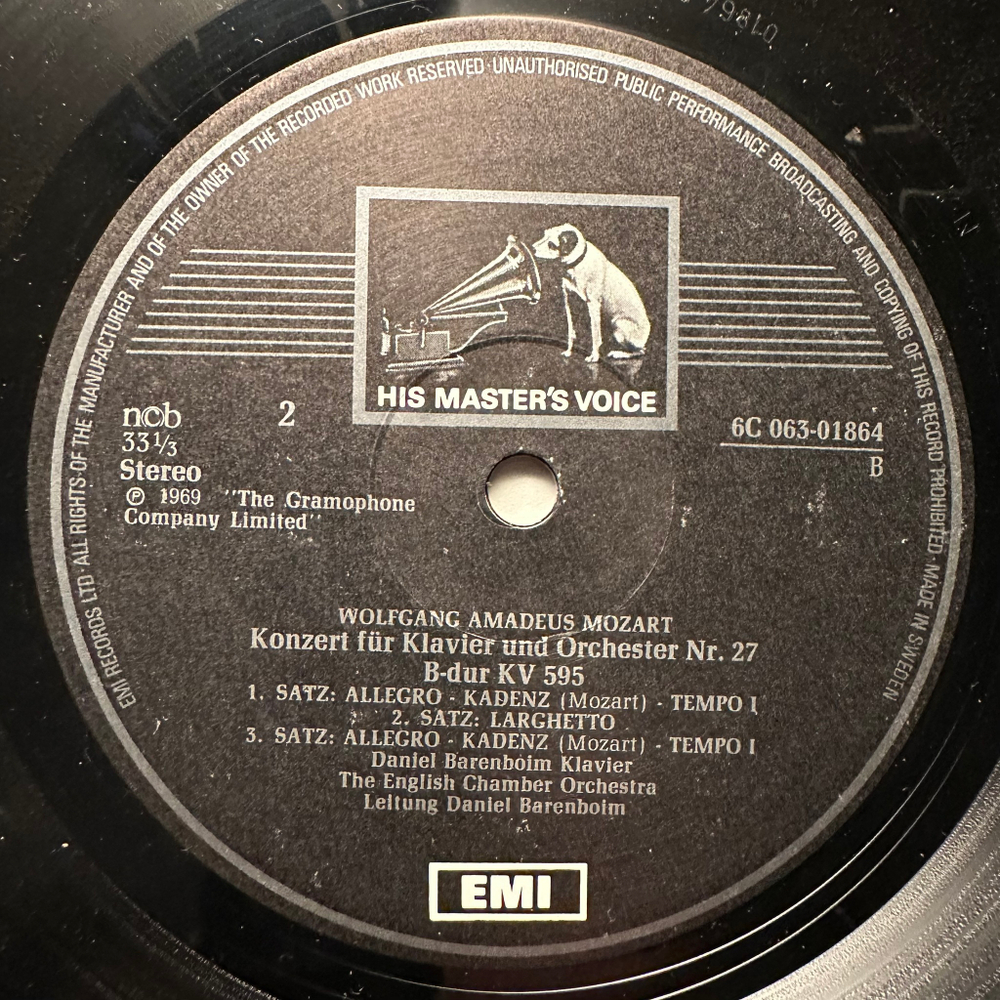 EMI RECORDS LTD · ALL RIGHTS OF THE MANUFACTURER AND OF THE OWNER OF THE RECORDED WORK RESERVED · UNAUTHORISED PUBLIC PERFORMANCE BROADCASTING AND COPYING OF THIS RECORD PROHIBITED · MADE IN SWEDEN
HIS MASTER'S VOICE
ncb 2
33⅓
Stereo
Ⓟ 1969 "The Gramophone
Company Limited"
6C 063-01864
B
WOLFGANG AMADEUS MOZART
Konzert für Klavier und Orchester Nr. 27
B-dur KV 595
1. SATZ: ALLEGRO - KADENZ (Mozart) - TEMPO I
2. SATZ: LARGHETTO
3. SATZ: ALLEGRO - KADENZ (Mozart) - TEMPO I
Daniel Barenboim Klavier
The English Chamber Orchestra
Leitung Daniel Barenboim
EMI